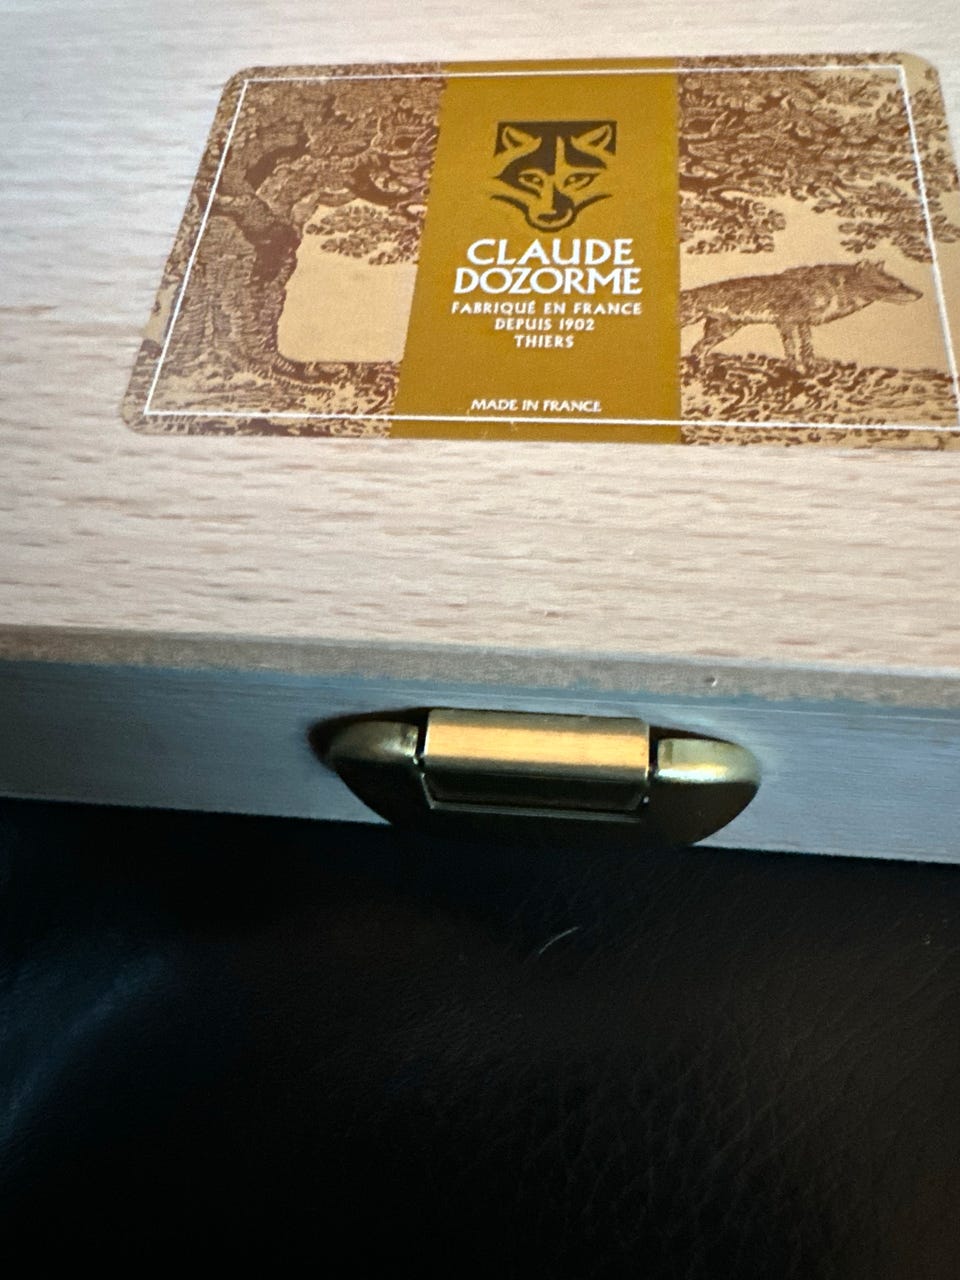 CLAUDE
DOZORME
FABRIQUÉ EN FRANCE
DEPUIS 1902
THIERS
MADE IN FRANCE